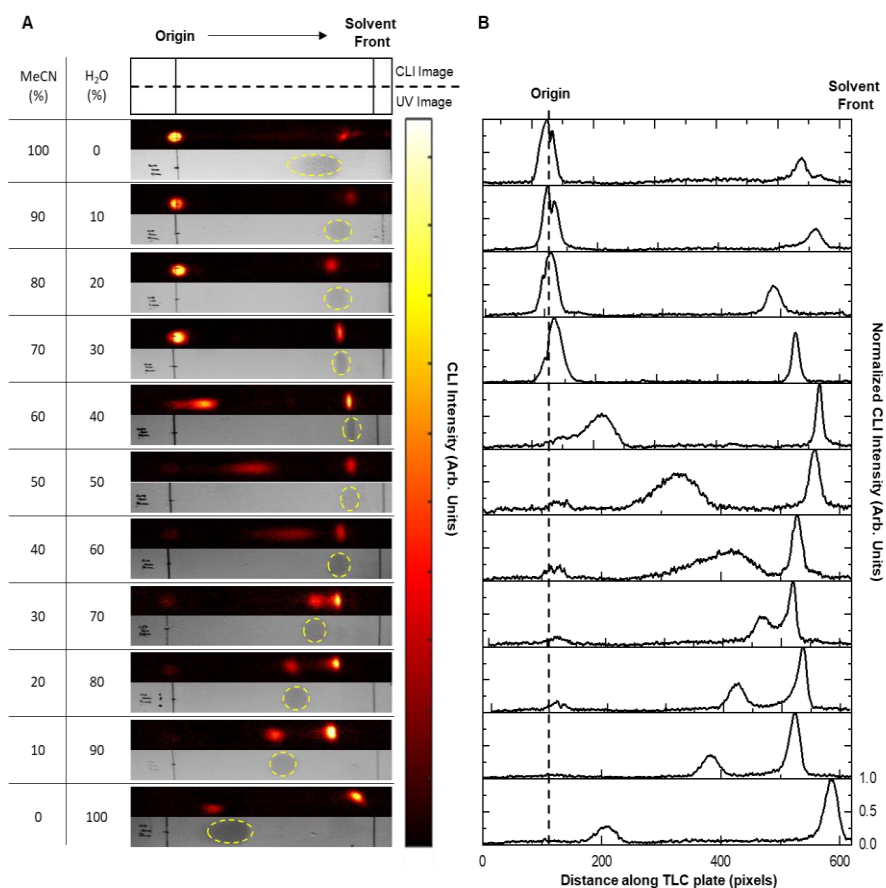 A
Origin
Solvent
Front
MeCN
(%)
H₂O
(%)
CLI Image
UV Image
100 0
90 10
80 20
70 30
60 40
50 50
40 60
30 70
20 80
10 90
0 100
CLI Intensity (Arb. Units)
B
Origin
Solvent
Front
Normalized CLI Intensity (Arb. Units)
1.0
0.5
0.0
0 200 400 600
Distance along TLC plate (pixels)